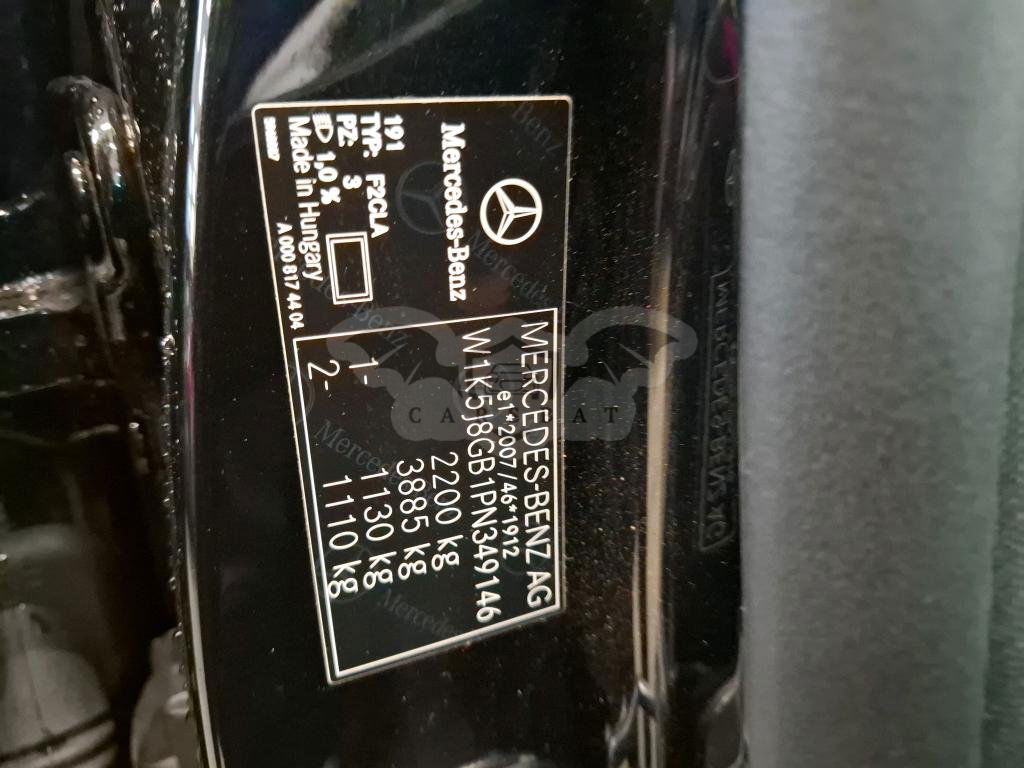 MERCEDES-BENZ AG
e1*2007/46*1912
W1K5J8GB1PN349146
2200 kg
3885 kg
1- 1130 kg
2- 1110 kg
Mercedes-Benz
191
TYP: F2CLA
PZ: 3
1,0 %
Made in Hungary
A 000 817 44 04